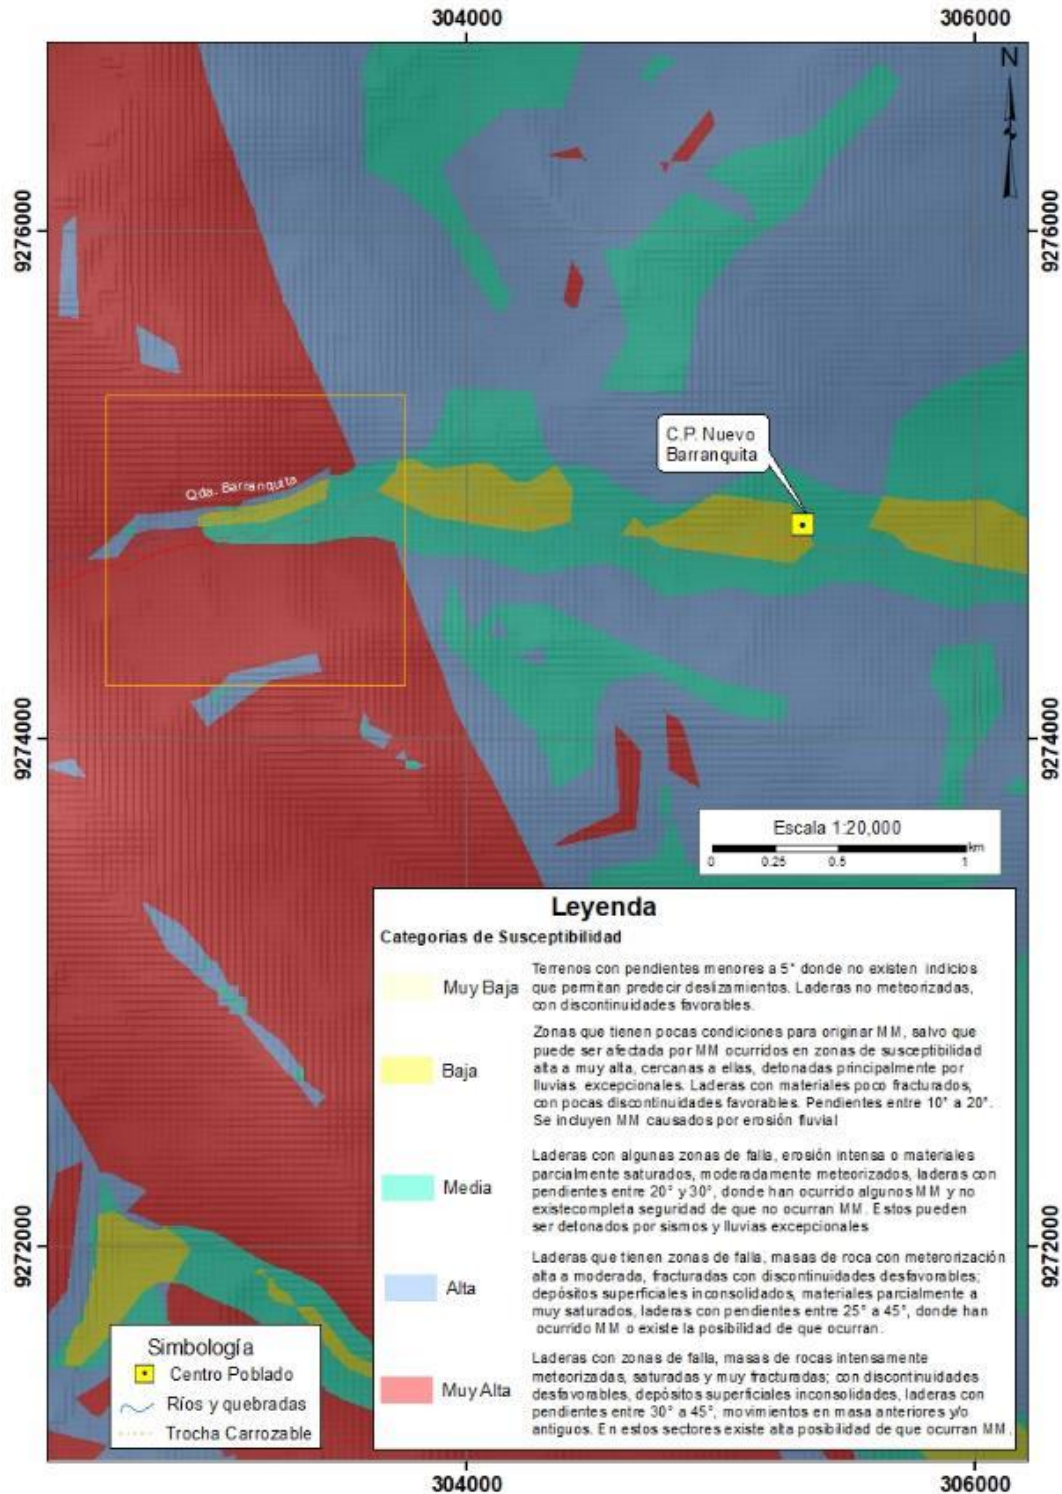 304000
306000
N
9276000
9276000
C.P. Nuevo
Barranquita
Qda. Barranquita
9274000
9274000
Escala 1:20,000
km
0
0.25
0.5
1
Leyenda
Categorias de Susceptibilidad
Muy Baja
Terrenos con pendientes menores a 5° donde no existen indicios
que permitan predecir deslizamientos. Laderas no meteorizadas,
con discontinuidades favorables.
Baja
Zonas que tienen pocas condiciones para originar MM, salvo que
puede ser afectada por MM ocurridos en zonas de susceptibilidad
alta a muy alta, cercanas a ellas, detonadas principalmente por
lluvias excepcionales. Laderas con materiales poco fracturados,
con pocas discontinuidades favorables. Pendientes entre 10° a 20°.
Se incluyen MM causados por erosión fluvial
Media
Laderas con algunas zonas de falla, erosión intensa o materiales
parcialmente saturados, moderadamente meteorizados, laderas con
pendientes entre 20° y 30°, donde han ocurrido algunos MM y no
existecompleta seguridad de que no ocurran MM. Estos pueden
ser detonados por sismos y lluvias excepcionales
Alta
Laderas que tienen zonas de falla, masas de roca con meterorización
alta a moderada, fracturadas con discontinuidades desfavorables;
depósitos superficiales inconsolidados, materiales parcialmente a
muy saturados, laderas con pendientes entre 25° a 45°, donde han
ocurrido MM o existe la posibilidad de que ocurran.
Muy Alta
Laderas con zonas de falla, masas de rocas intensamente
meteorizadas, saturadas y muy fracturadas; con discontinuidades
desfavorables, depósitos superficiales inconsolidades, laderas con
pendientes entre 30° a 45°, movimientos en masa anteriores y/o
antiguos. En estos sectores existe alta posibilidad de que ocurran MM.
9272000
9272000
Simbología
Centro Poblado
Ríos y quebradas
Trocha Carrozable
304000
306000